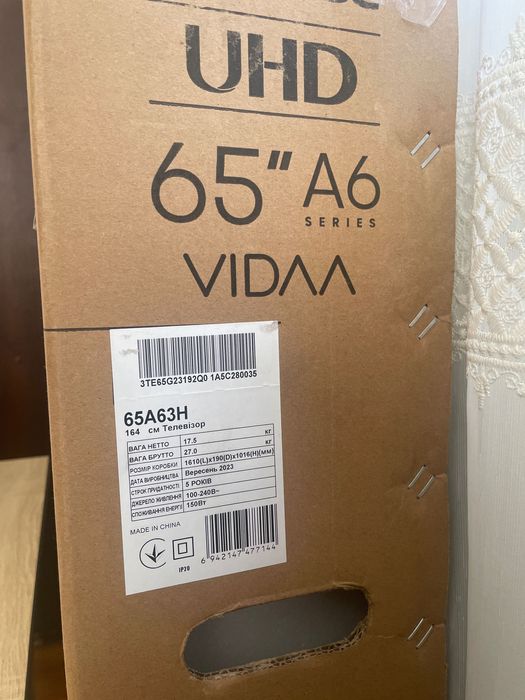 UHD
65" A6
SERIES
VIDAA
3TE65G23192Q0 1A5C280035
65A63H
164 см Телевізор
ВАГА НЕТТО 17.5 кг
ВАГА БРУТТО 27.0 кг
РОЗМІР КОРОБКИ 1610(L)x190(D)x1016(H)(мм)
ДАТА ВИРОБНИЦТВА Вересень 2023
СТРОК ПРИДАТНОСТІ 5 РОКІВ
ДЖЕРЕЛО ЖИВЛЕННЯ 100-240В~
СПОЖИВАННЯ ЕНЕРГІЇ 150Вт
MADE IN CHINA
IP20
6 942147 477144